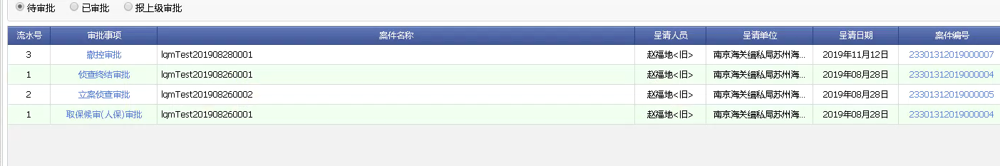 待审批 已审批 报上级审批
流水号 审批事项 案件名称 呈请人员 呈请单位 呈请日期 案件编号
3 撤控审批 lqmTest201908280001 赵福地<旧> 南京海关缉私局苏州海... 2019年11月12日 23301312019000007
1 侦查终结审批 lqmTest201908260001 赵福地<旧> 南京海关缉私局苏州海... 2019年08月28日 23301312019000004
2 立案侦查审批 lqmTest201908260002 赵福地<旧> 南京海关缉私局苏州海... 2019年08月28日 23301312019000005
1 取保候审(人保)审批 lqmTest201908260001 赵福地<旧> 南京海关缉私局苏州海... 2019年08月28日 23301312019000004